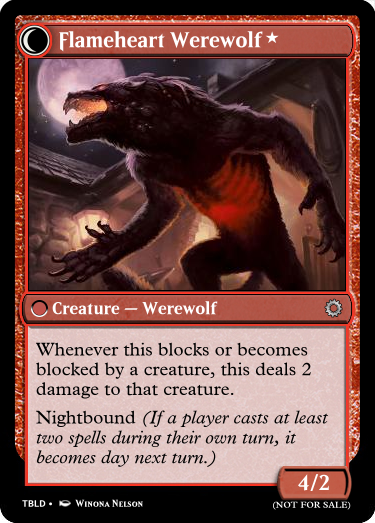 Flameheart Werewolf ★
Creature — Werewolf
Whenever this blocks or becomes
blocked by a creature, this deals 2
damage to that creature.
Nightbound (If a player casts at least
two spells during their own turn, it
becomes day next turn.)
4/2
TBLD • Winona Nelson
(NOT FOR SALE)